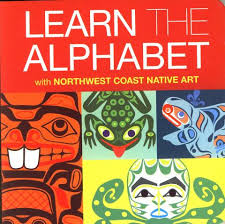 LEARN THE
ALPHABET
with NORTHWEST COAST NATIVE ART